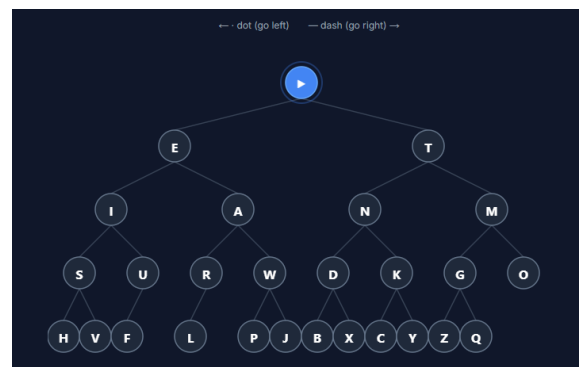 ← · dot (go left) — dash (go right) →
▶
E T
I A N M
S U R W D K G O
H V F L P J B X C Y Z Q